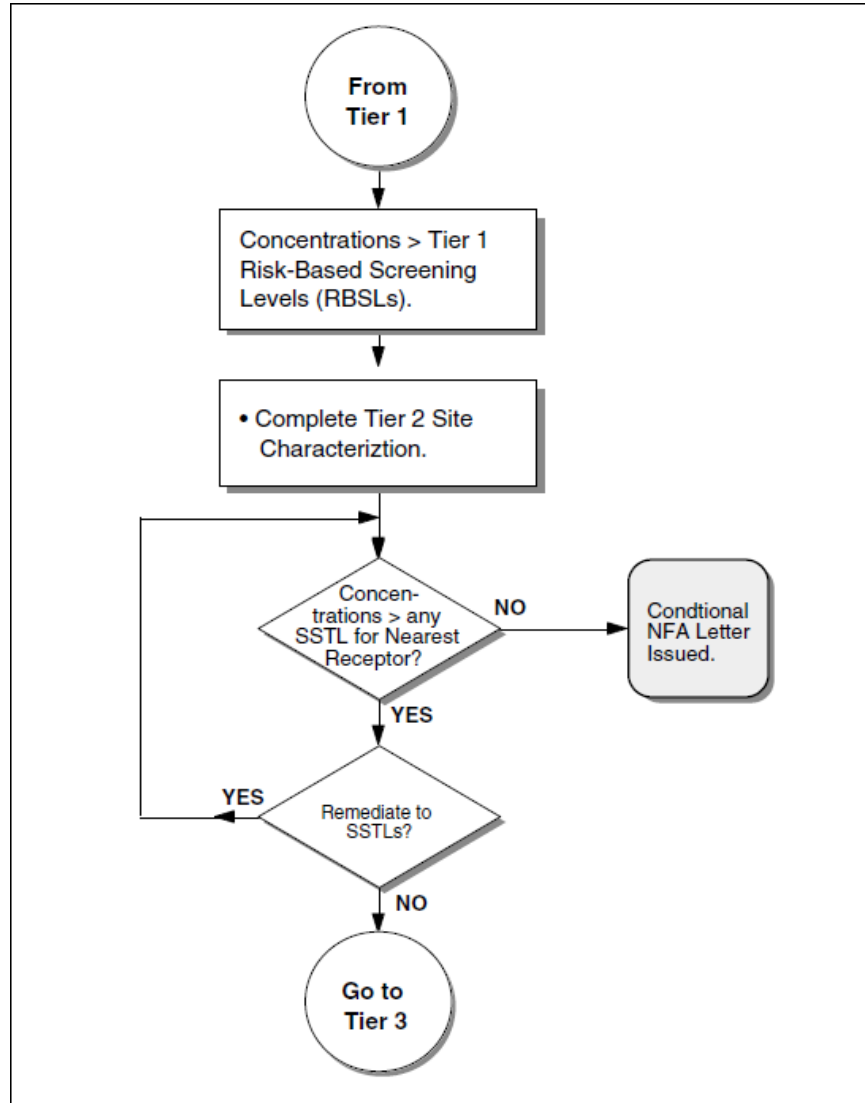 From
Tier 1
Concentrations > Tier 1
Risk-Based Screening
Levels (RBSLs).
• Complete Tier 2 Site
Characteriztion.
Concen-
trations > any
SSTL for Nearest
Receptor?
NO
Condtional
NFA Letter
Issued.
YES
YES
Remediate to
SSTLs?
NO
Go to
Tier 3